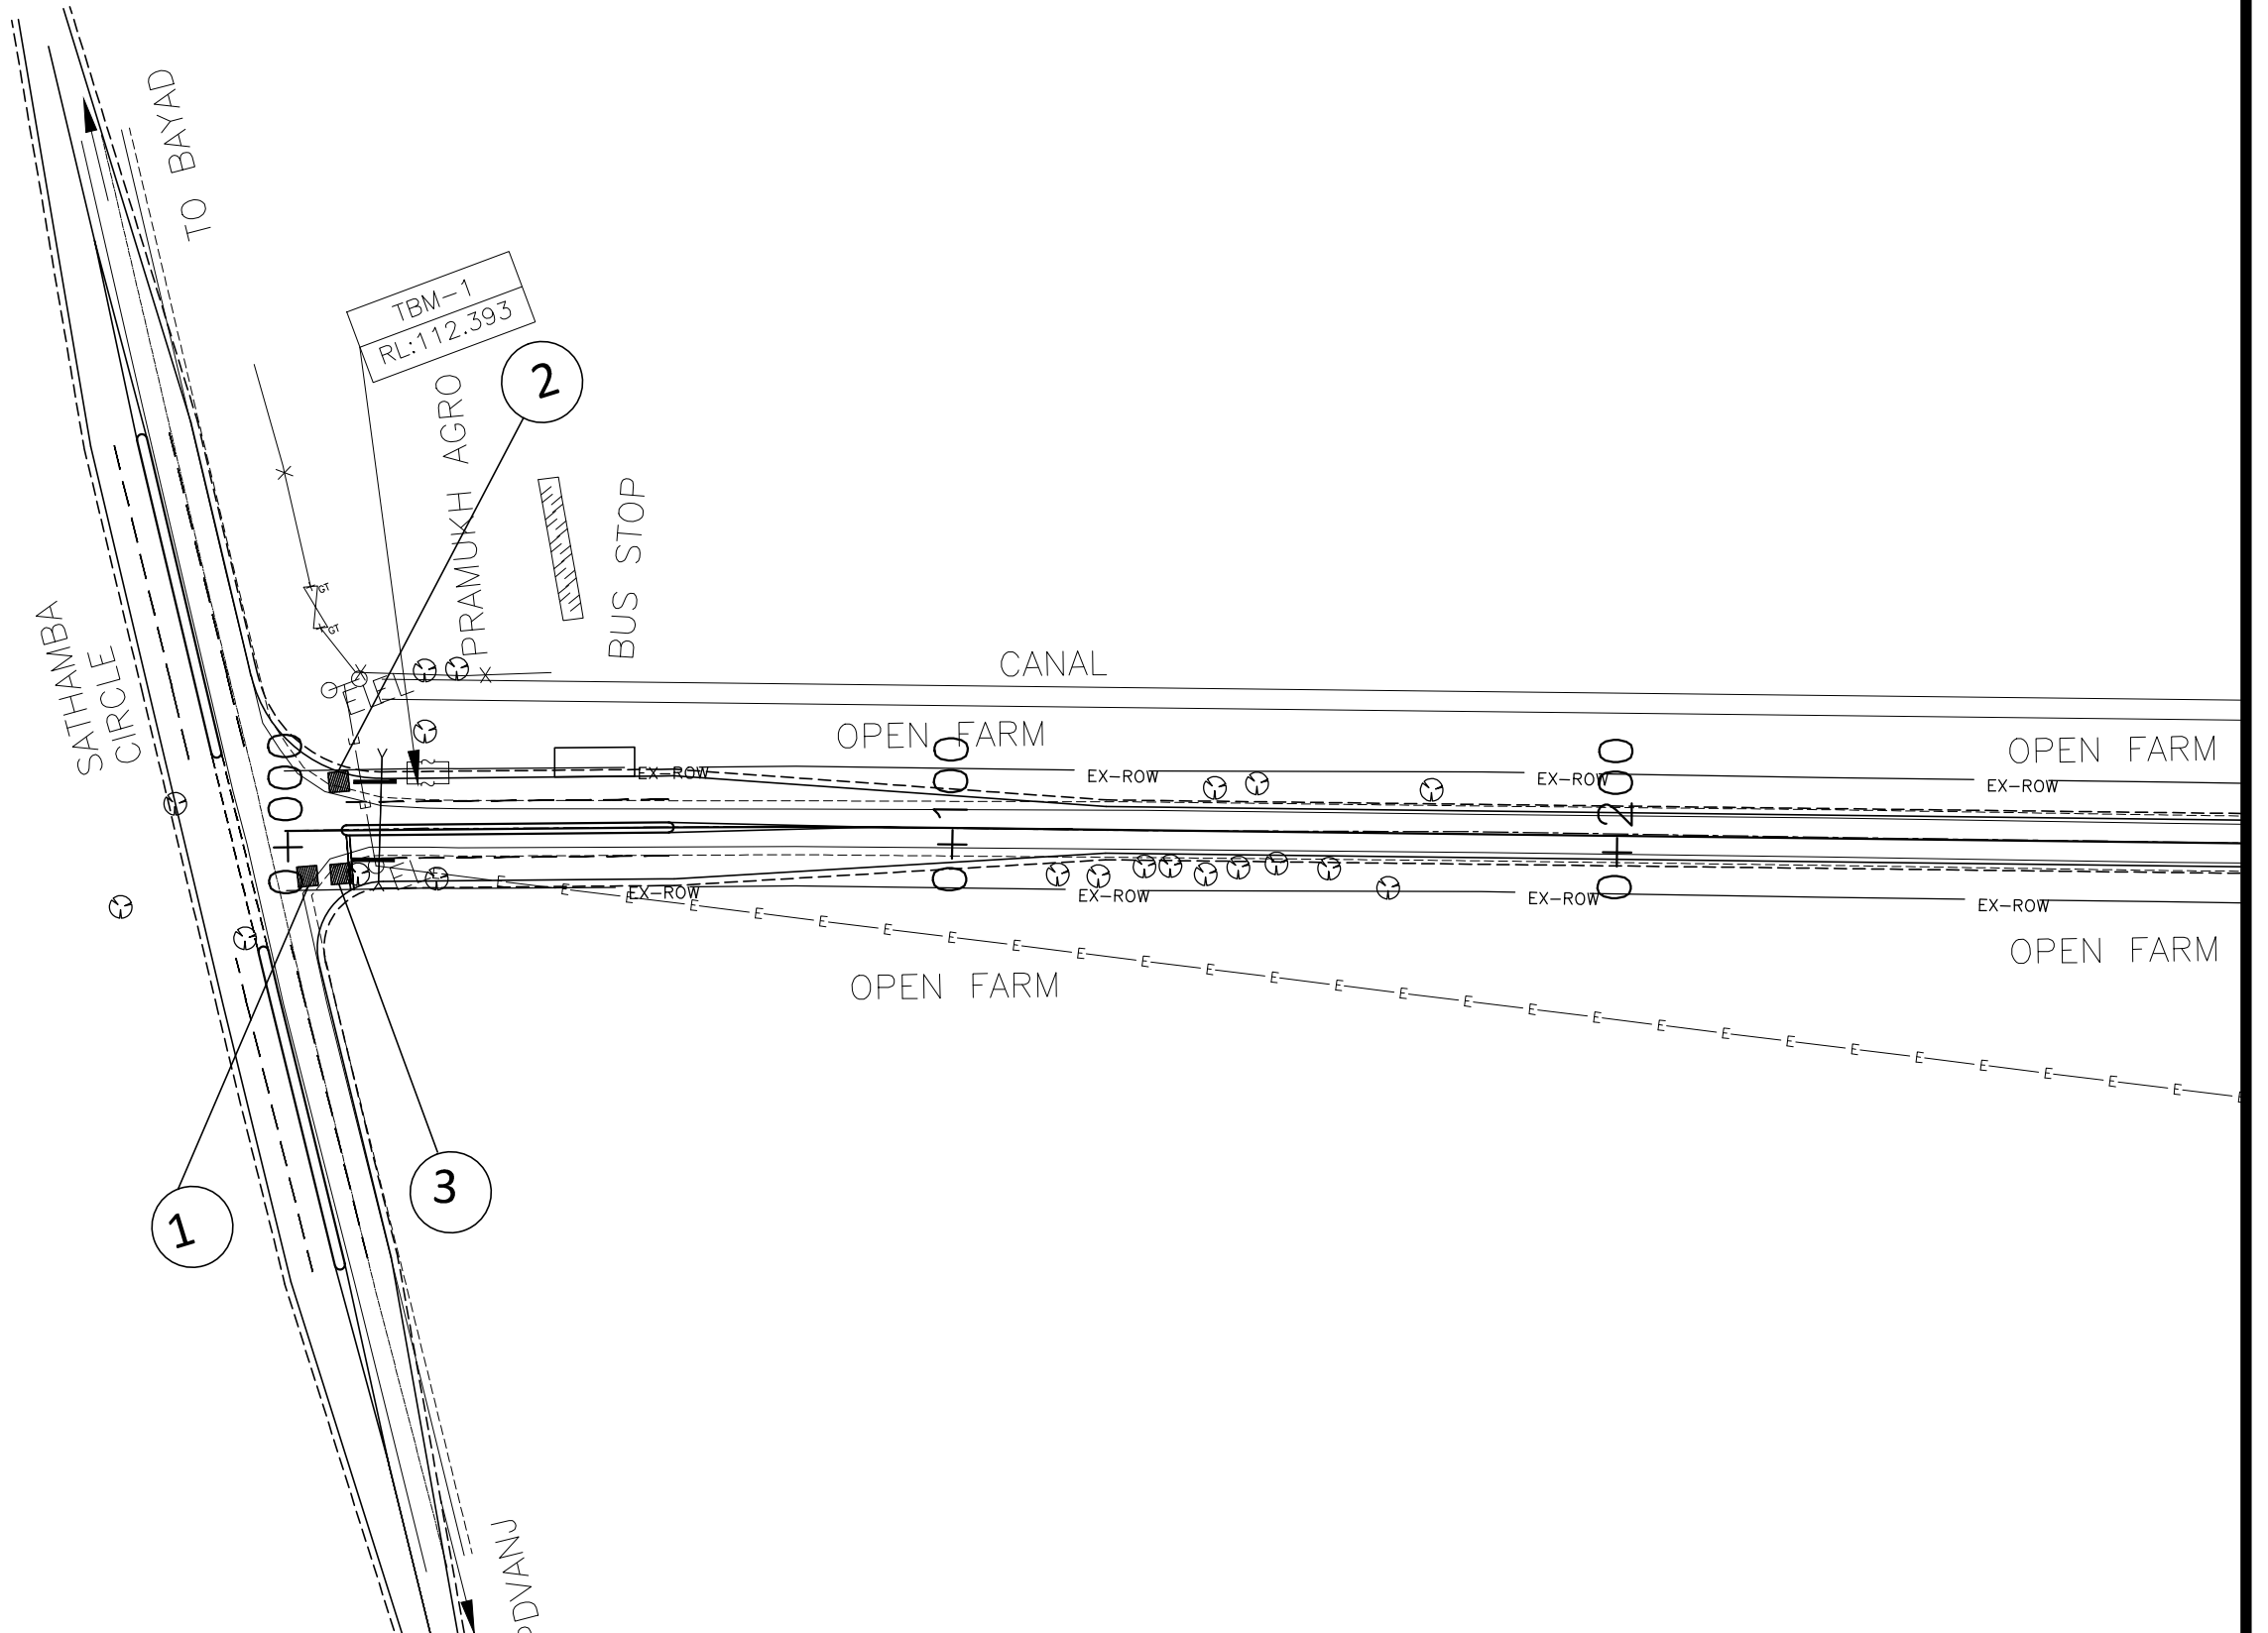 TO BAYAD
TBM-1
RL:112.393
2
PRAMUKH AGRO
BUS STOP
SATHAMBA
CIRCLE
GT
GT
CANAL
OPEN FARM
OPEN FARM
0+000
0+100
0+200
EX-ROW
EX-ROW
EX-ROW
EX-ROW
EX-ROW
EX-ROW
EX-ROW
EX-ROW
OPEN FARM
OPEN FARM
E E E E E E E E E E E E E E E E E E E E E E E E E E E E
1
3